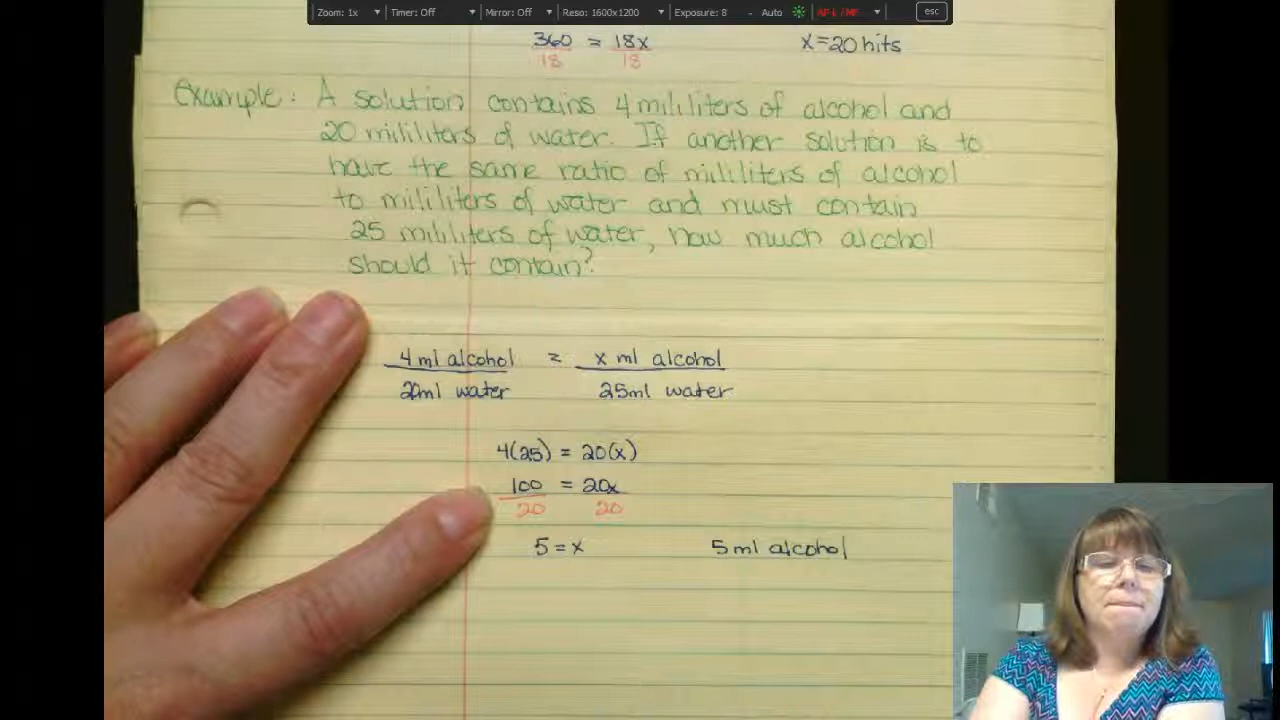 Zoom: 1x Timer: Off Mirror: Off Reso: 1600x1200 Exposure: 8 - Auto AF-L / MF esc
360 = 18x x=20 hits
18 18
Example: A solution contains 4 mililiters of alcohol and
20 mililiters of water. If another solution is to
have the same ratio of mililiters of alcohol
to mililiters of water and must contain
25 mililiters of water, how much alcohol
should it contain?
4 ml alcohol = x ml alcohol
20ml water 25ml water
4(25) = 20(x)
100 = 20x
20 20
5 = x 5 ml alcohol